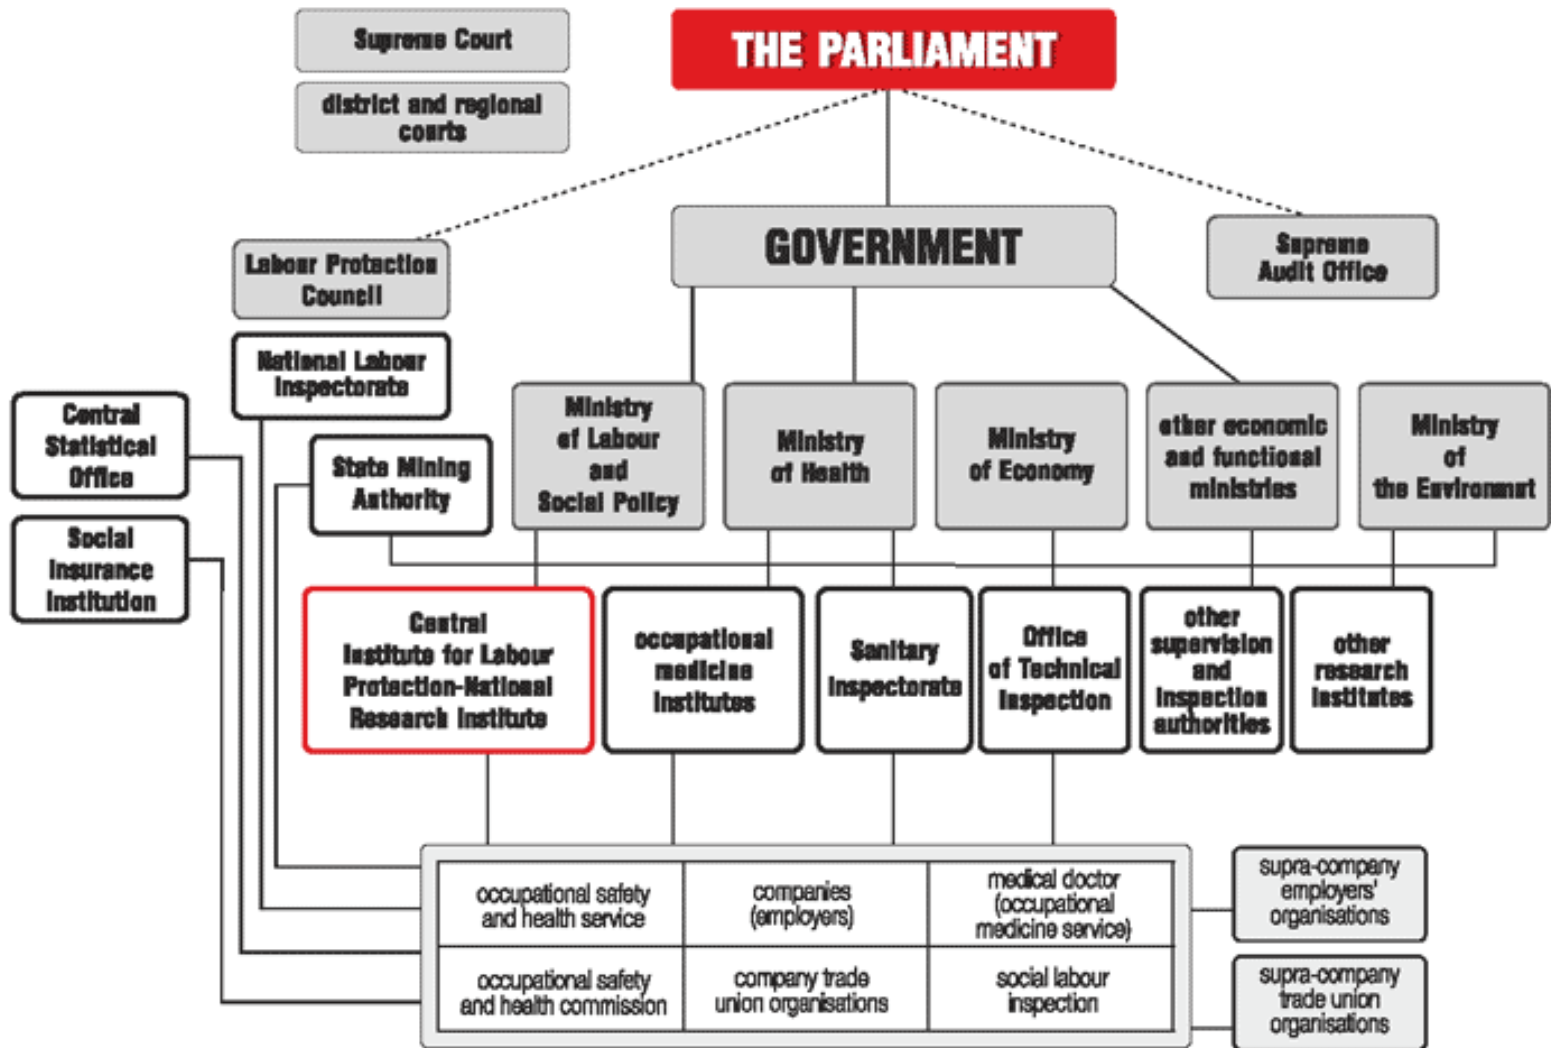 Supreme Court
THE PARLIAMENT
district and regional
courts
Labour Protection
Council
GOVERNMENT
Supreme
Audit Office
National Labour
Inspectorate
Central
Statistical
Office
State Mining
Authority
Ministry
of Labour
and
Social Policy
Ministry
of Health
Ministry
of Economy
other economic
and functional
ministries
Ministry
of
the Environmt
Social
Insurance
Institution
Central
Institute for Labour
Protection-National
Research Institute
occupational
medicine
institutes
Sanitary
Inspectorate
Office
of Technical
Inspection
other
supervision
and
inspection
authorities
other
research
institutes
occupational safety
and health service
companies
(employers)
medical doctor
(occupational
medicine service)
supra-company
employers'
organisations
occupational safety
and health commission
company trade
union organisations
social labour
inspection
supra-company
trade union
organisations